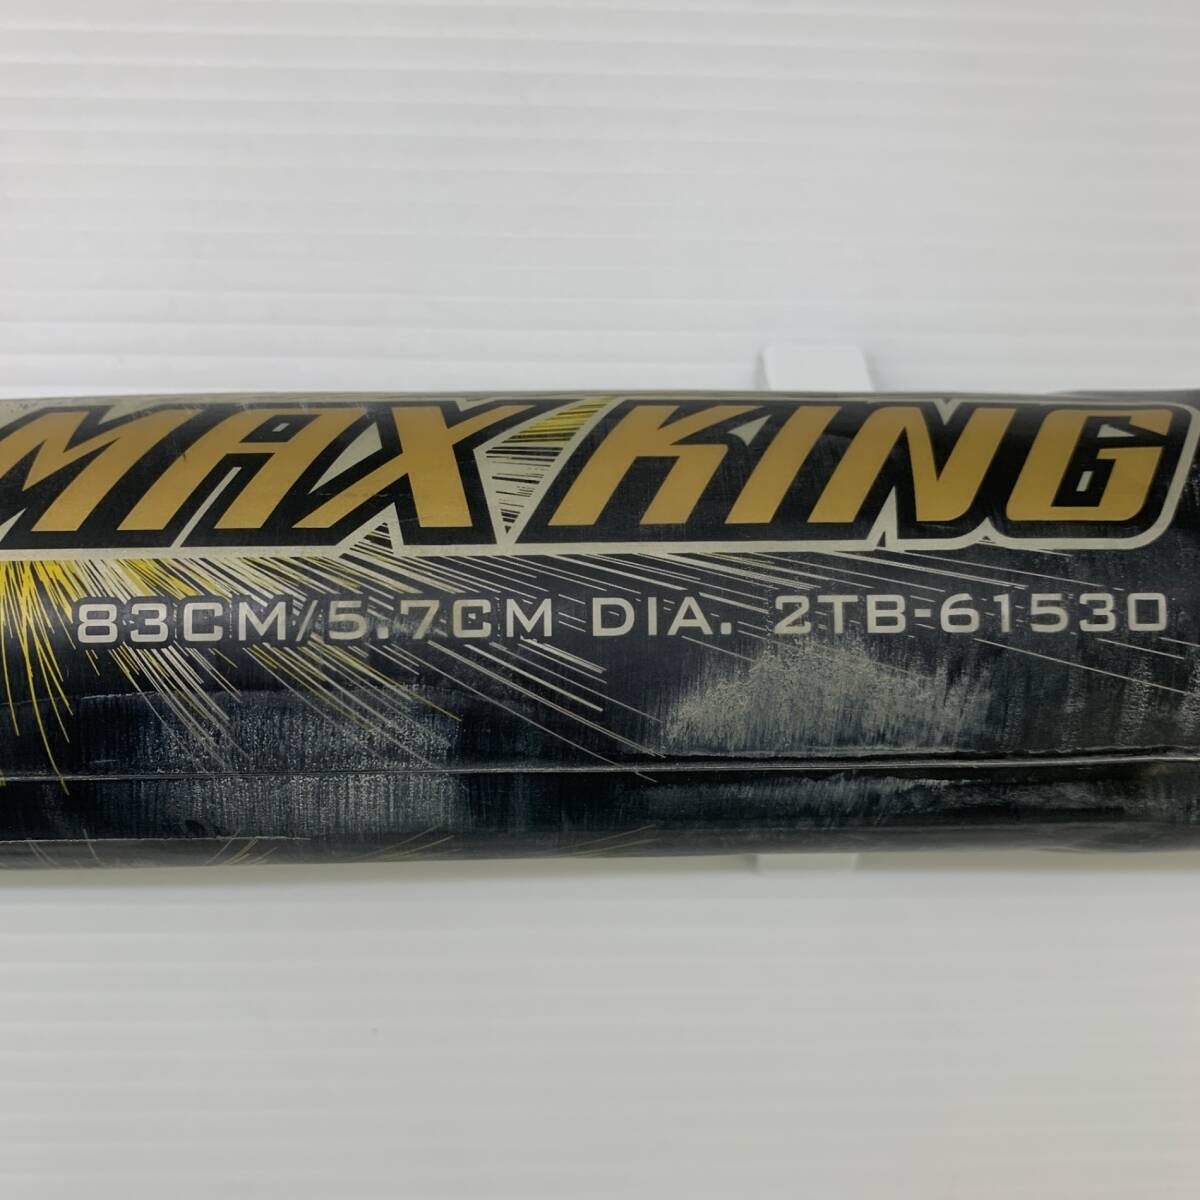 MAX KING
83CM/5.7CM DIA. 2TB-61530